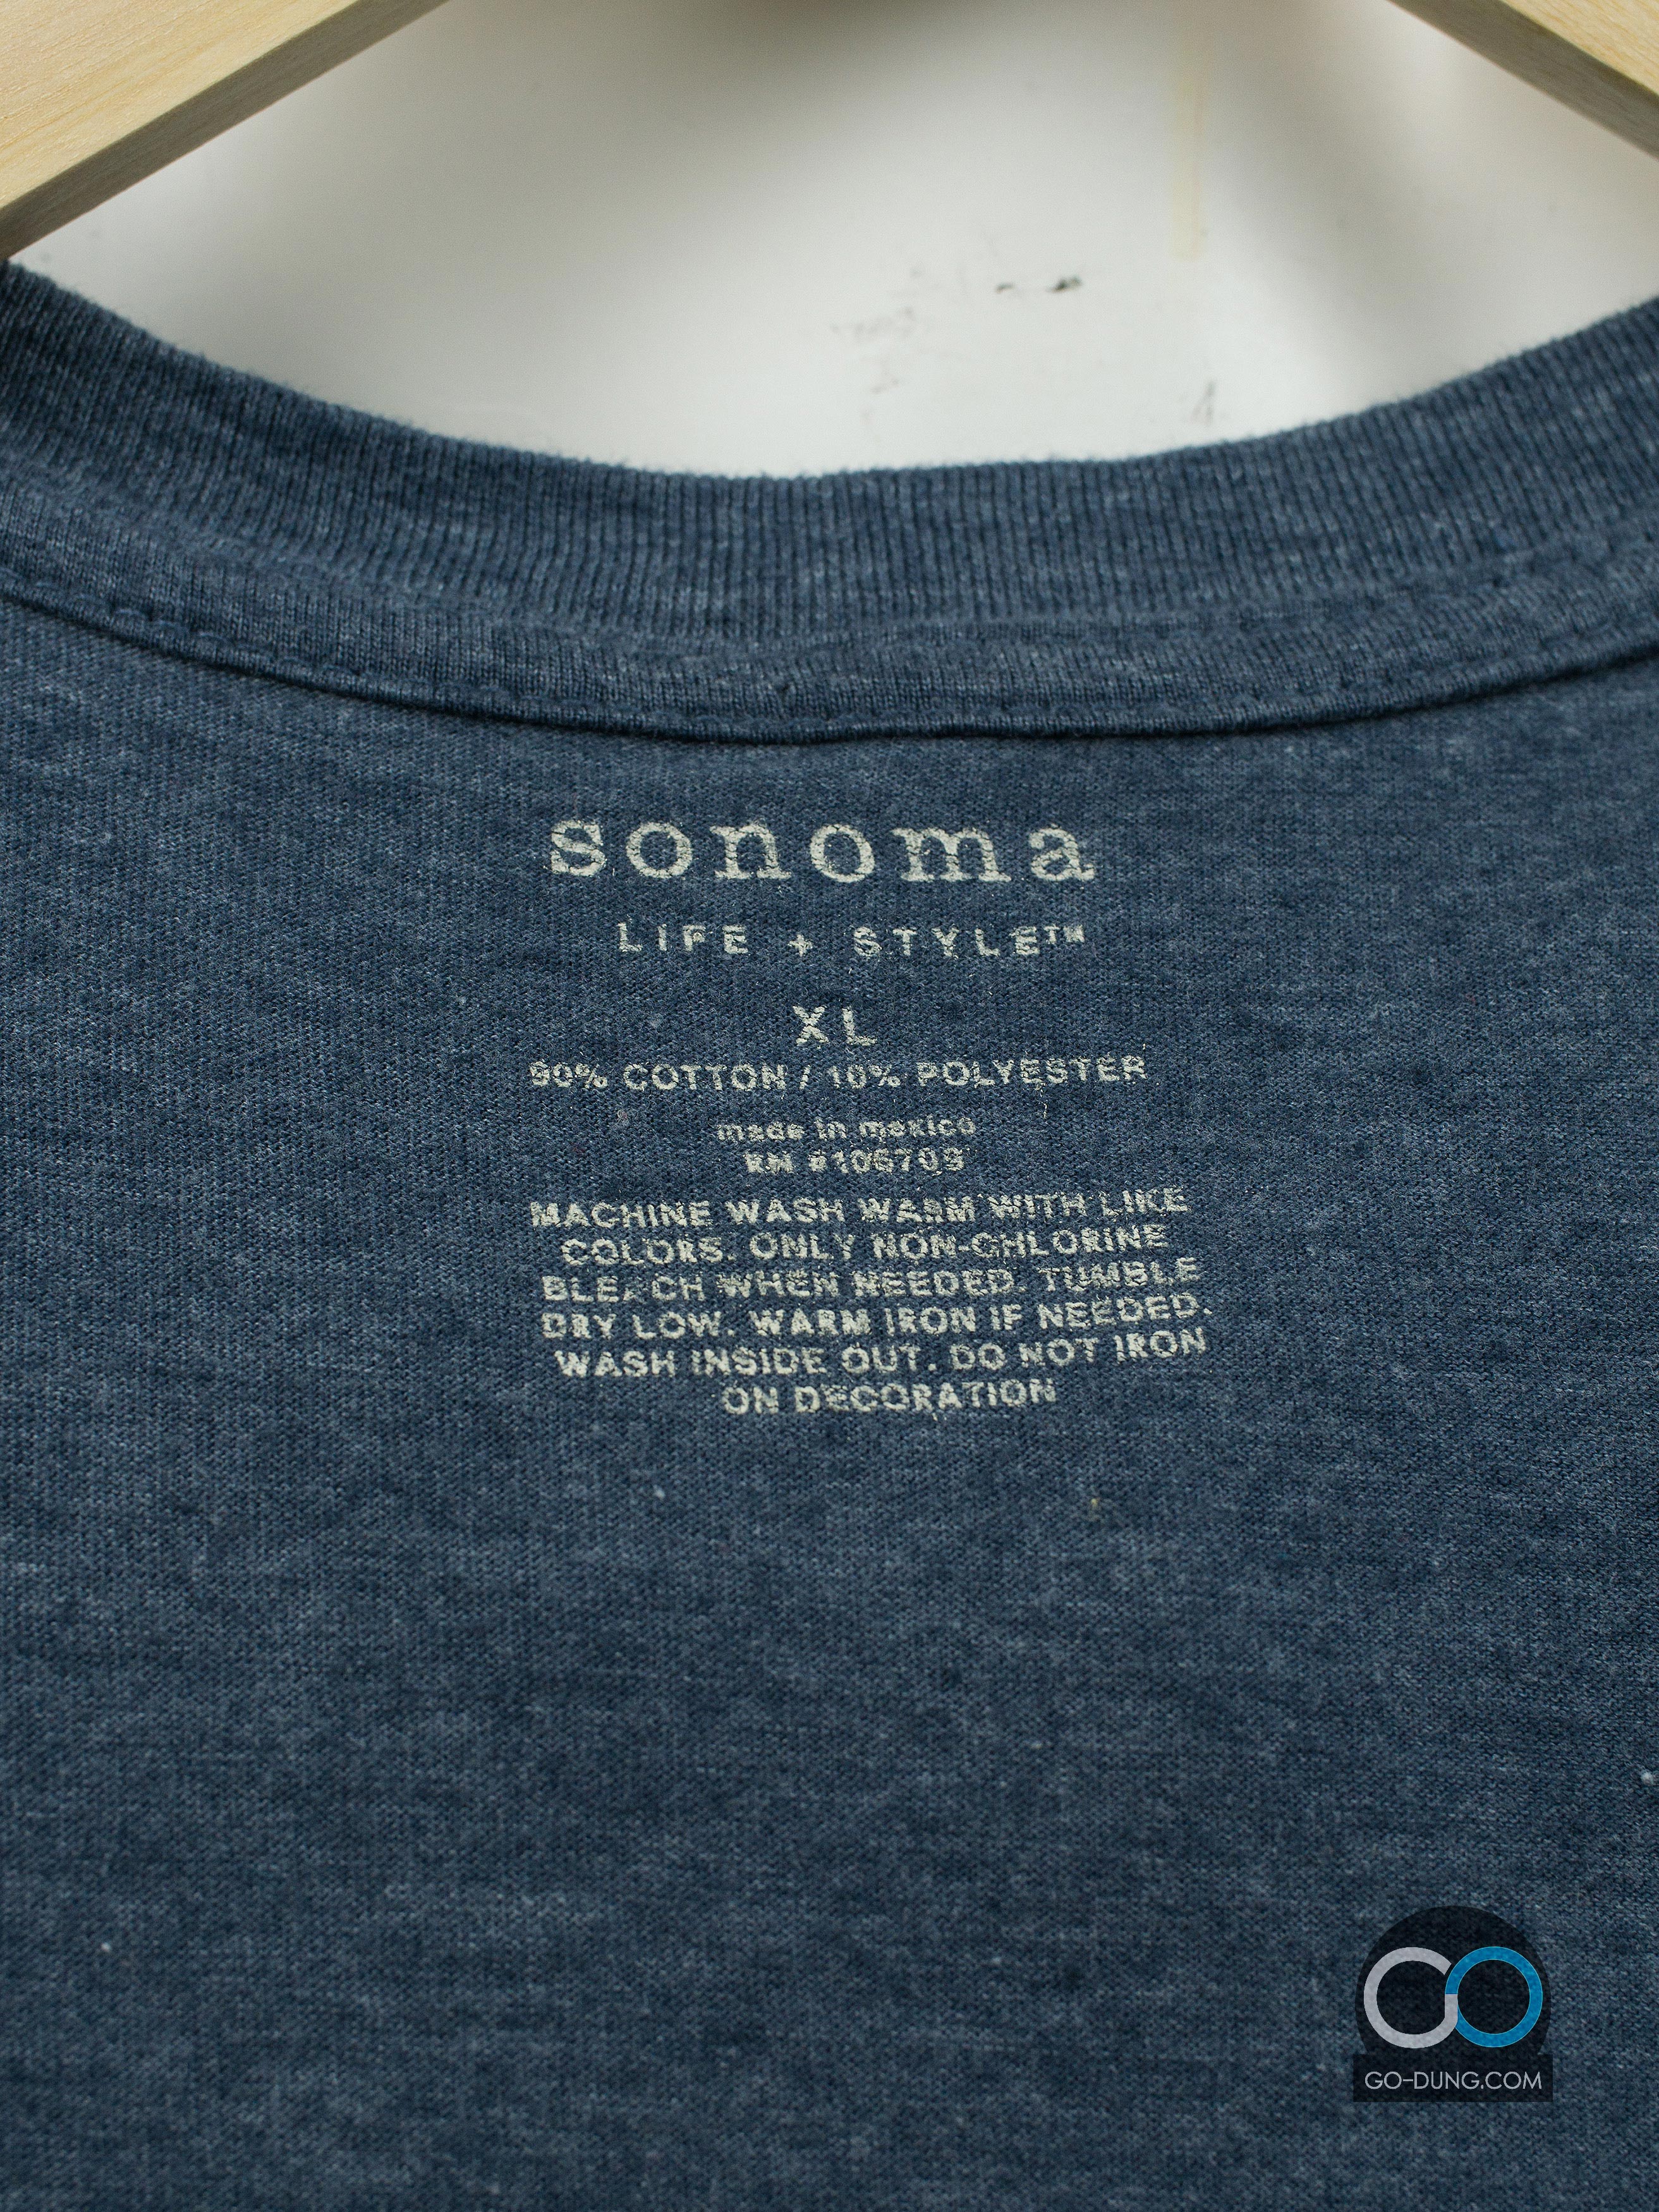 sonoma
LIFE + STYLE™
XL
90% COTTON / 10% POLYESTER
made in mexico
RN #106709
MACHINE WASH WARM WITH LIKE
COLORS. ONLY NON-CHLORINE
BLEACH WHEN NEEDED. TUMBLE
DRY LOW. WARM IRON IF NEEDED.
WASH INSIDE OUT. DO NOT IRON
ON DECORATION
GO
GO-DUNG.COM